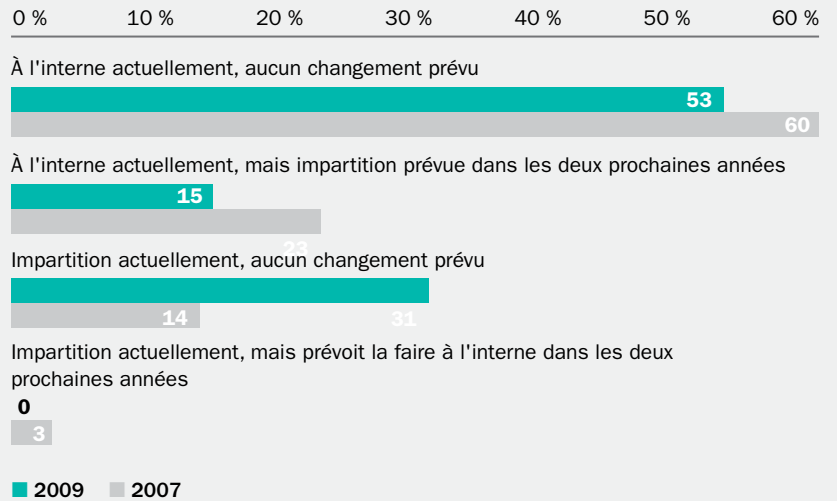 0 % 10 % 20 % 30 % 40 % 50 % 60 %
À l'interne actuellement, aucun changement prévu
53
60
À l'interne actuellement, mais impartition prévue dans les deux prochaines années
15
23
Impartition actuellement, aucun changement prévu
14 31
Impartition actuellement, mais prévoit la faire à l'interne dans les deux
prochaines années
0
3
2009 2007